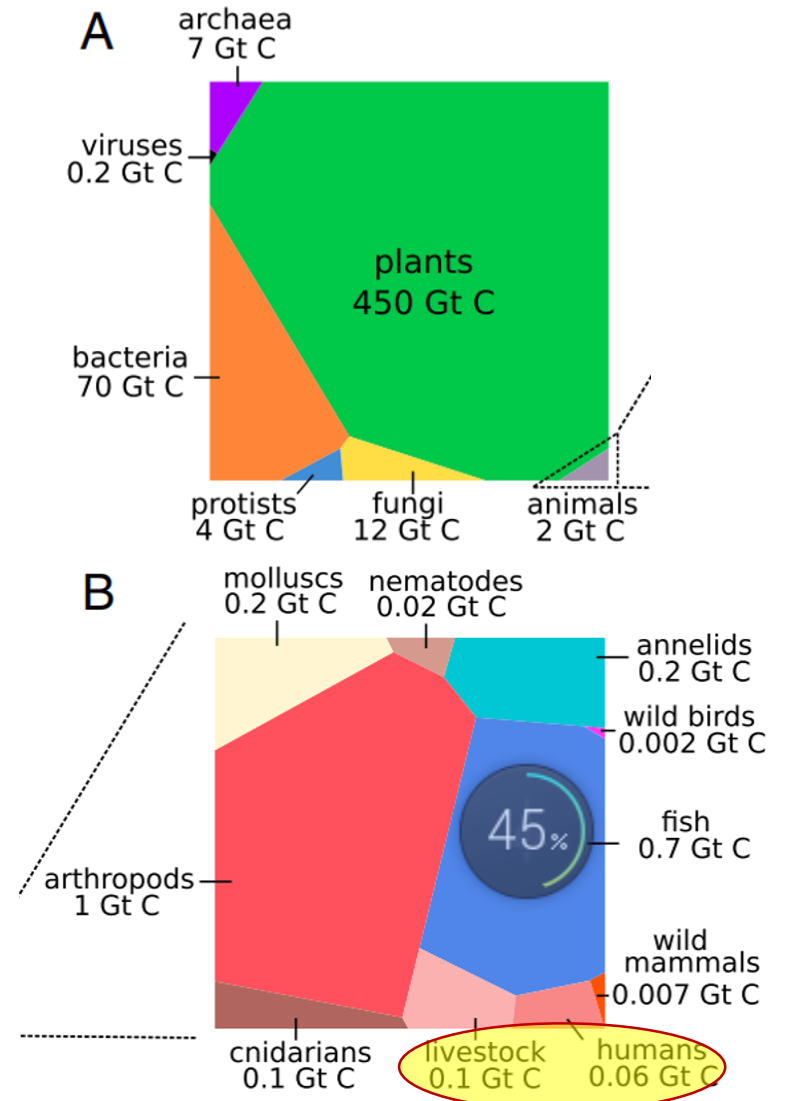 A
archaea
7 Gt C
viruses
0.2 Gt C
plants
450 Gt C
bacteria
70 Gt C
protists
4 Gt C
fungi
12 Gt C
animals
2 Gt C
B
molluscs
0.2 Gt C
nematodes
0.02 Gt C
annelids
0.2 Gt C
wild birds
0.002 Gt C
45%
fish
0.7 Gt C
arthropods
1 Gt C
wild
mammals
0.007 Gt C
cnidarians
0.1 Gt C
livestock
0.1 Gt C
humans
0.06 Gt C